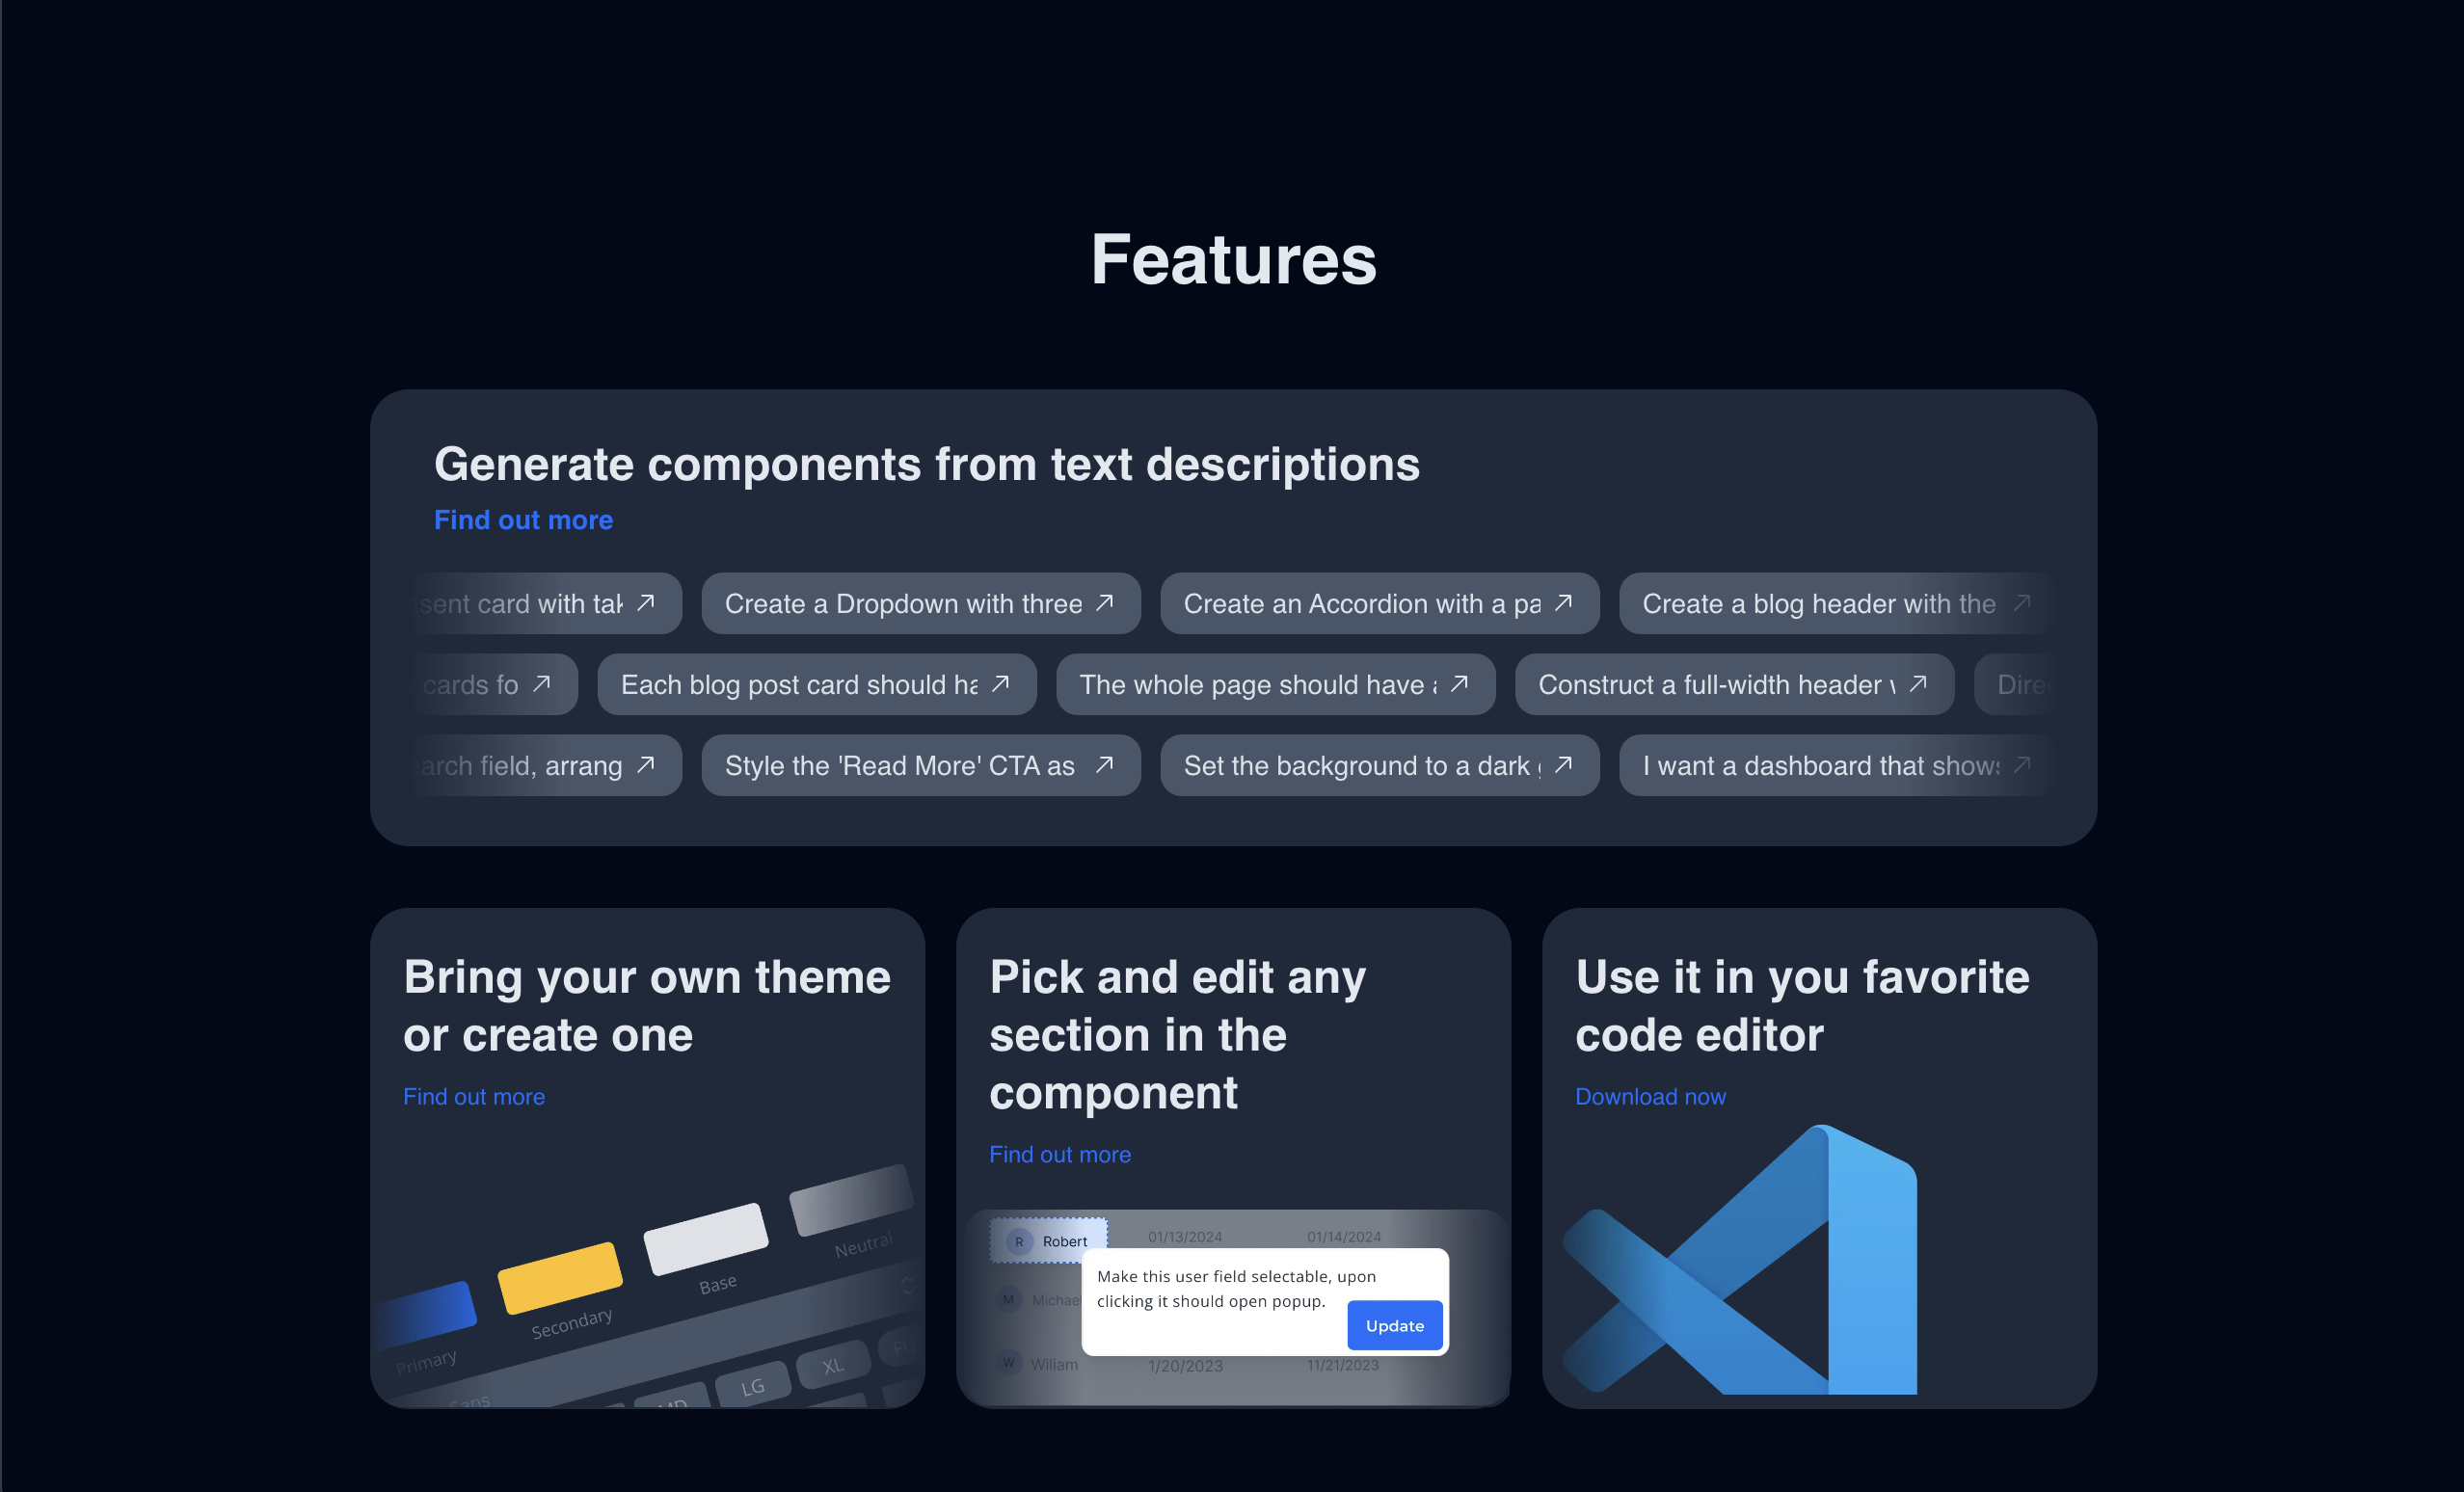 Features
Generate components from text descriptions
Find out more
sent card with tak
Create a Dropdown with three
Create an Accordion with a pa
Create a blog header with the
cards fo
Each blog post card should ha
The whole page should have
Construct a full-width header
Direc
arch field, arrang
Style the 'Read More' CTA as
Set the background to a dark
I want a dashboard that shows
Bring your own theme
or create one
Find out more
Primary
Secondary
Base
Neutral
Sans
MD
LG
XL
FU
Pick and edit any
section in the
component
Find out more
R Robert 01/13/2024 01/14/2024
Make this user field selectable, upon
clicking it should open popup.
Update
M Michae
W Wiliam 1/20/2023 11/21/2023
Use it in you favorite
code editor
Download now